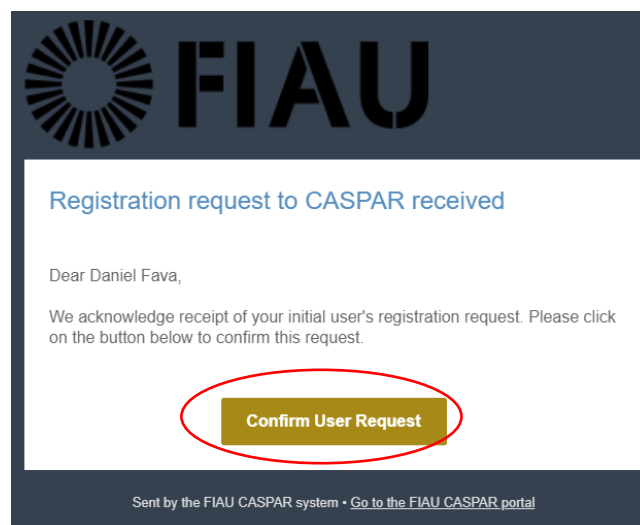 FIAU
Registration request to CASPAR received
Dear Daniel Fava,
We acknowledge receipt of your initial user's registration request. Please click
on the button below to confirm this request.
Confirm User Request
Sent by the FIAU CASPAR system • Go to the FIAU CASPAR portal